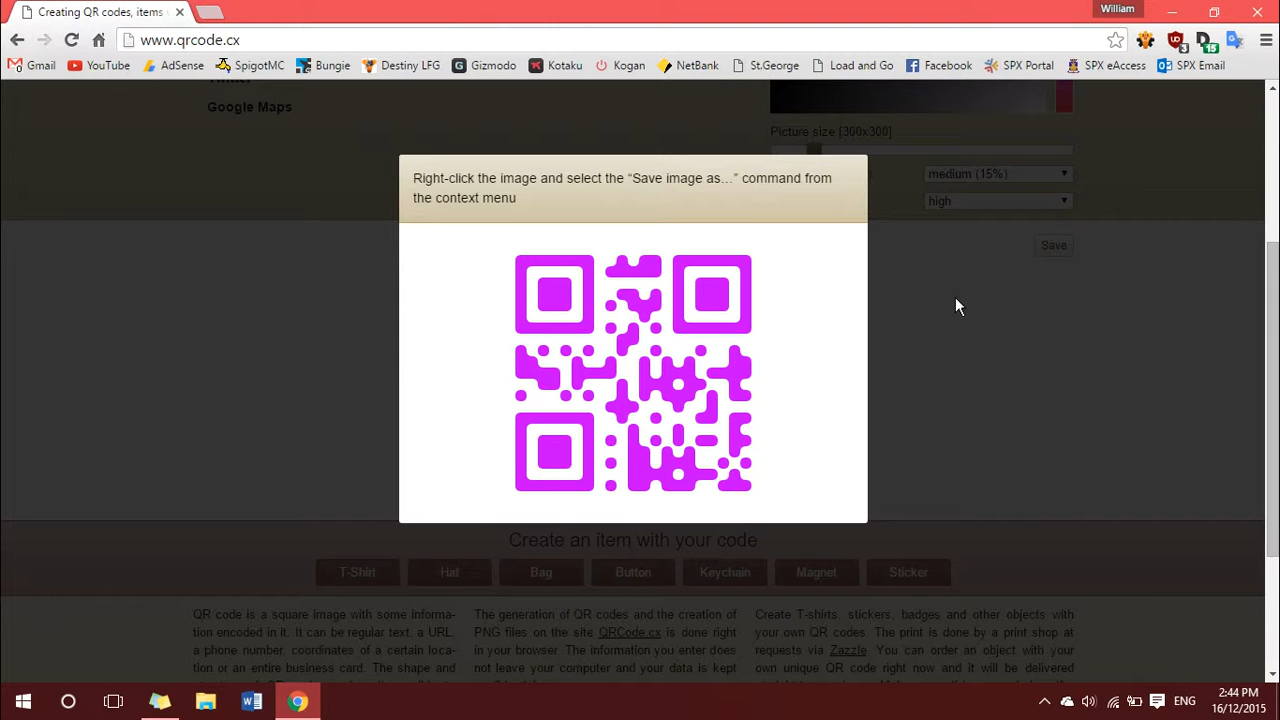 William
Creating QR codes, items
www.qrcode.cx
Gmail YouTube AdSense SpigotMC Bungie Destiny LFG Gizmodo Kotaku Kogan NetBank St.George Load and Go Facebook SPX Portal SPX eAccess SPX Email
3
15
Google Maps
Picture size [300x300]
medium (15%)
high
Save
Right-click the image and select the “Save image as…” command from
the context menu
Create an item with your code
T-Shirt Hat Bag Button Keychain Magnet Sticker
QR code is a square image with some informa-
tion encoded in it. It can be regular text, a URL,
a phone number, coordinates of a certain loca-
tion or an entire business card. The shape and
The generation of QR codes and the creation of
PNG files on the site QRCode.cx is done right
in your browser. The information you enter does
not leave your computer and your data is kept
Create T-shirts, stickers, badges and other objects with
your own QR codes. The print is done by a print shop at
requests via Zazzle. You can order an object with your
own unique QR code right now and it will be delivered
ENG
2:44 PM
16/12/2015